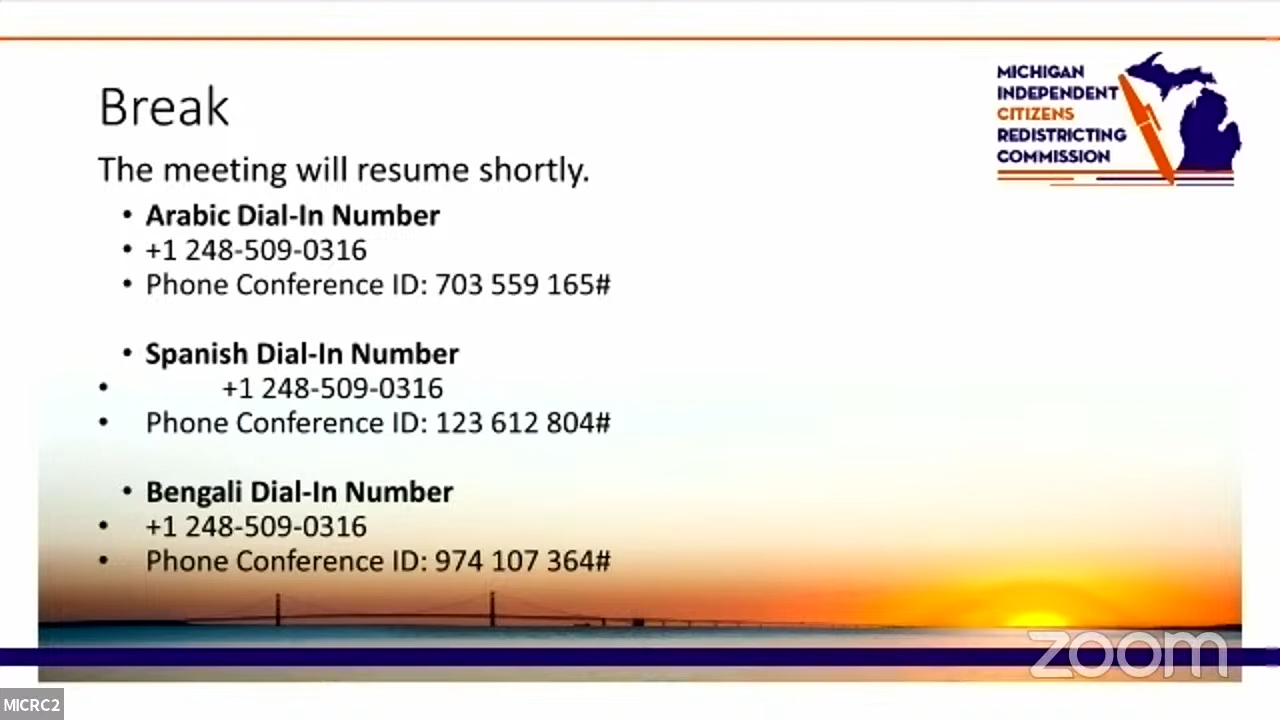 Break
The meeting will resume shortly.
• Arabic Dial-In Number
• +1 248-509-0316
• Phone Conference ID: 703 559 165#
• Spanish Dial-In Number
• +1 248-509-0316
• Phone Conference ID: 123 612 804#
• Bengali Dial-In Number
• +1 248-509-0316
• Phone Conference ID: 974 107 364#
MICHIGAN
INDEPENDENT
CITIZENS
REDISTRICTING
COMMISSION
zoom
MICRC2